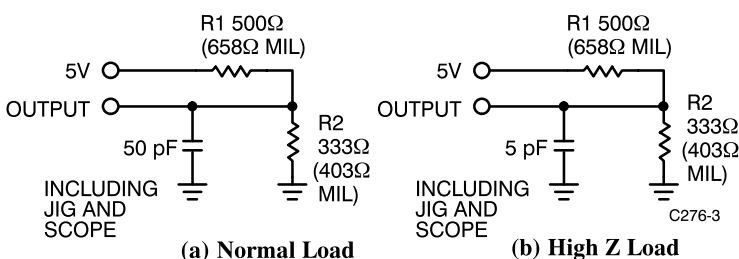 R1 500Ω
(658Ω MIL)
5V
OUTPUT
50 pF
R2
333Ω
(403Ω
MIL)
INCLUDING
JIG AND
SCOPE
(a) Normal Load
R1 500Ω
(658Ω MIL)
5V
OUTPUT
5 pF
R2
333Ω
(403Ω
MIL)
INCLUDING
JIG AND
SCOPE
C276-3
(b) High Z Load